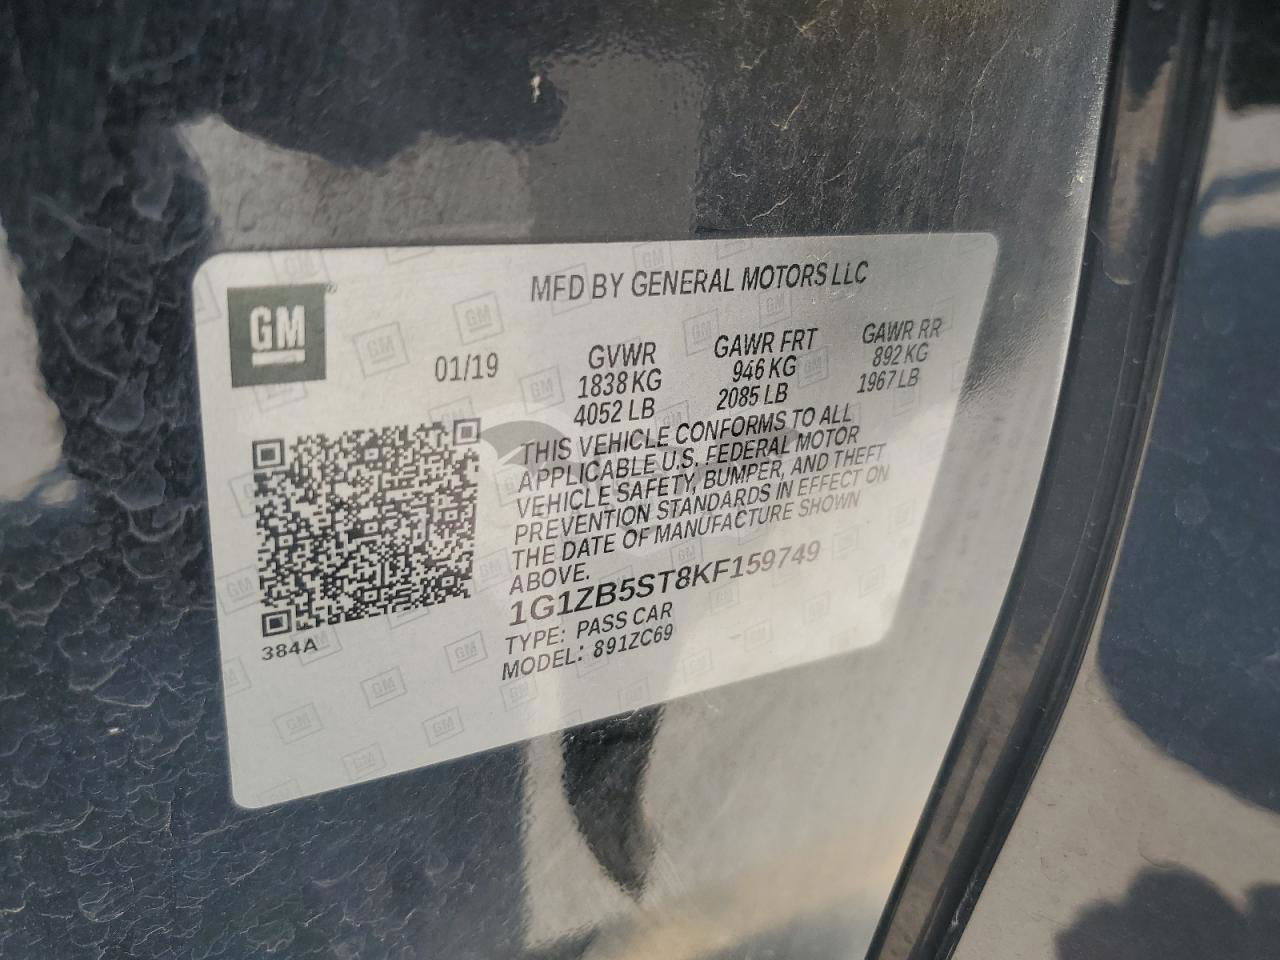 GM
MFD BY GENERAL MOTORS LLC
01/19
GVWR
1838 KG
4052 LB
GAWR FRT
946 KG
2085 LB
GAWR RR
892 KG
1967 LB
THIS VEHICLE CONFORMS TO ALL
APPLICABLE U.S. FEDERAL MOTOR
VEHICLE SAFETY, BUMPER, AND THEFT
PREVENTION STANDARDS IN EFFECT ON
THE DATE OF MANUFACTURE SHOWN
ABOVE.
1G1ZB5ST8KF159749
TYPE: PASS CAR
MODEL: 891ZC69
384A